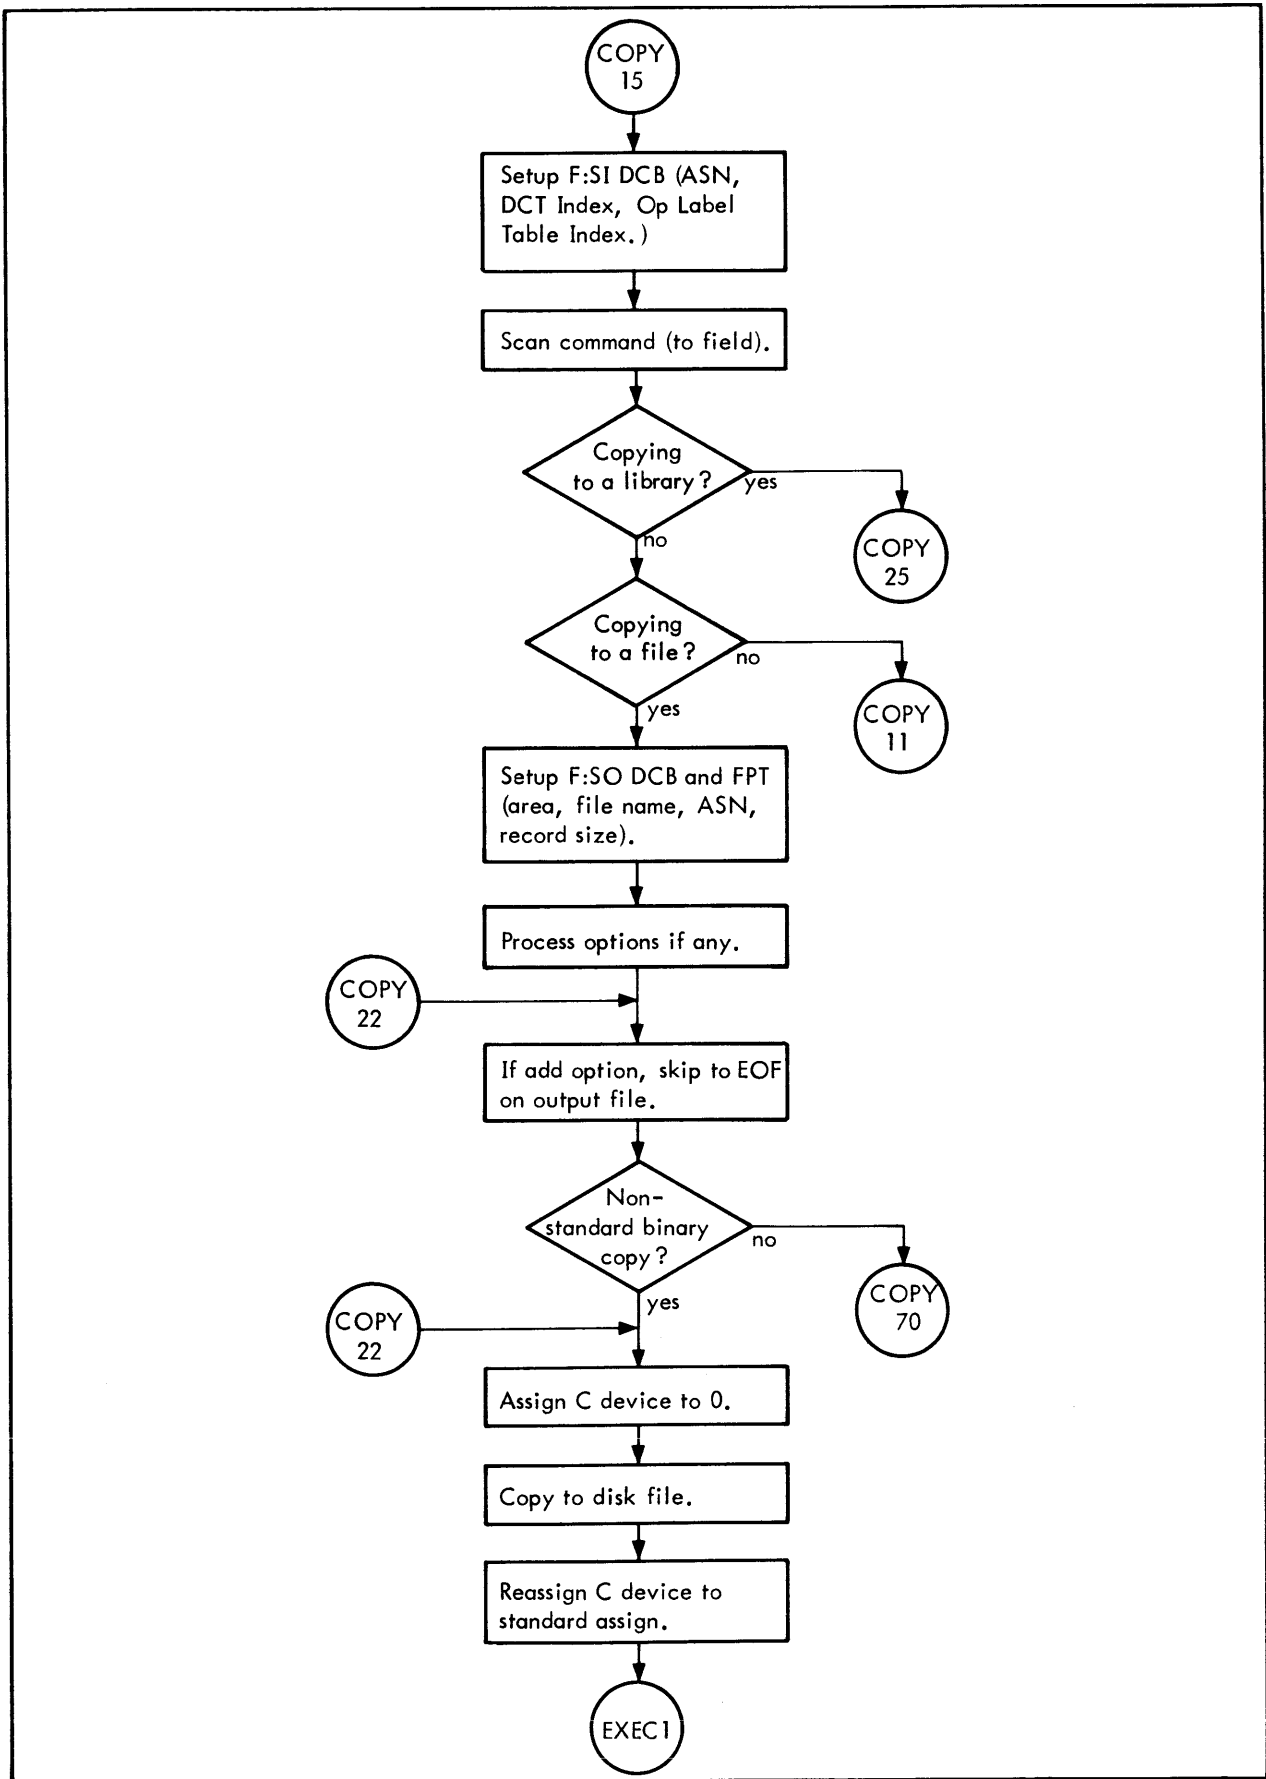 COPY
15
Setup F:SI DCB (ASN,
DCT Index, Op Label
Table Index.)
Scan command (to field).
Copying
to a library?
yes
no
COPY
25
Copying
to a file?
no
yes
COPY
11
Setup F:SO DCB and FPT
(area, file name, ASN,
record size).
Process options if any.
COPY
22
If add option, skip to EOF
on output file.
Non-
standard binary
copy?
no
yes
COPY
70
COPY
22
Assign C device to 0.
Copy to disk file.
Reassign C device to
standard assign.
EXEC1